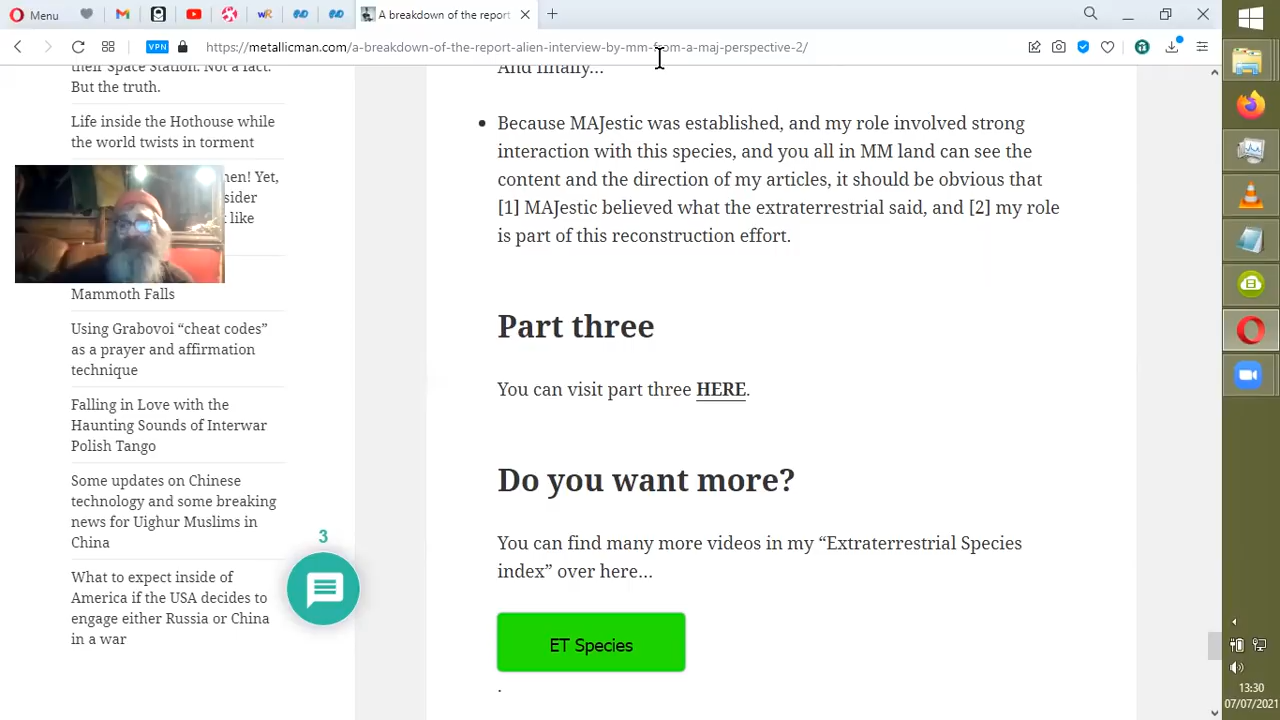 Menu
A breakdown of the report
VPN
https://metallicman.com/a-breakdown-of-the-report-alien-interview-by-mm-from-a-maj-perspective-2/
their Space Station. Not a fact.
But the truth.
Life inside the Hothouse while
the world twists in torment
men! Yet,
sider
like
Mammoth Falls
Using Grabovoi “cheat codes”
as a prayer and affirmation
technique
Falling in Love with the
Haunting Sounds of Interwar
Polish Tango
Some updates on Chinese
technology and some breaking
news for Uighur Muslims in
China
What to expect inside of
America if the USA decides to
engage either Russia or China
in a war
3
And finally...
• Because MAJestic was established, and my role involved strong
interaction with this species, and you all in MM land can see the
content and the direction of my articles, it should be obvious that
[1] MAJestic believed what the extraterrestrial said, and [2] my role
is part of this reconstruction effort.
Part three
You can visit part three HERE.
Do you want more?
You can find many more videos in my “Extraterrestrial Species
index” over here...
ET Species
.
13:30
07/07/2021